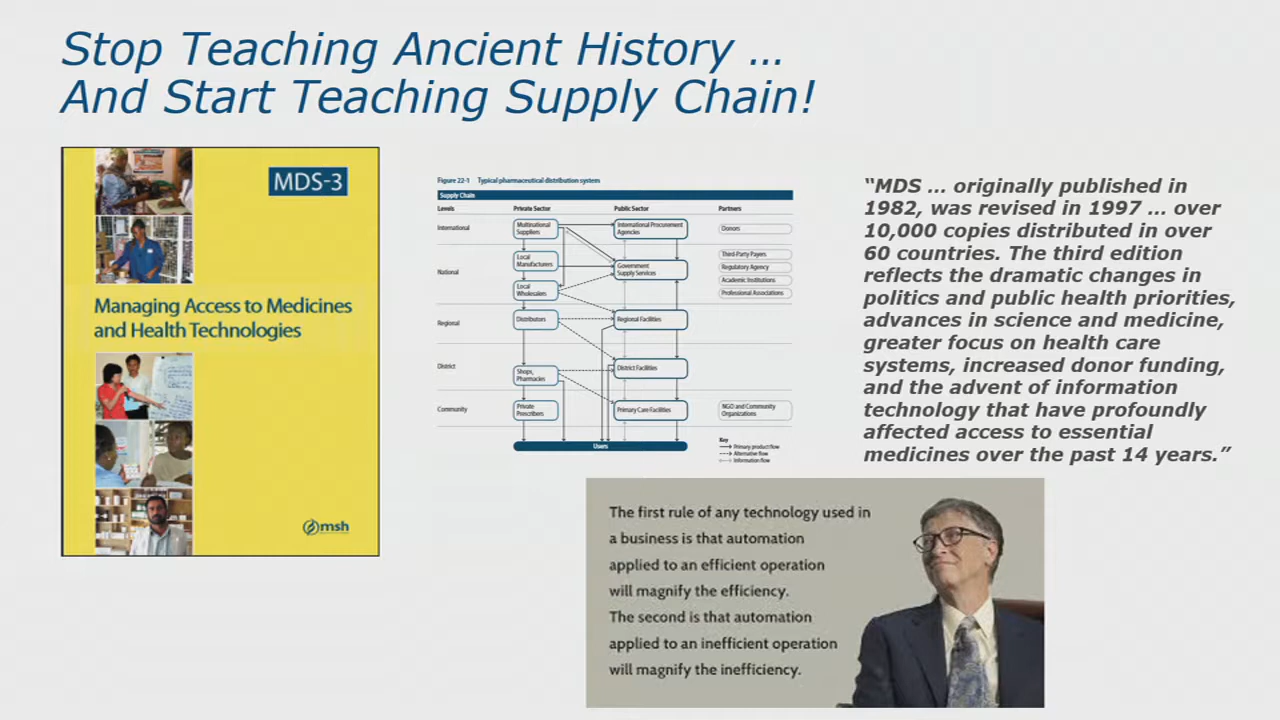 Stop Teaching Ancient History ...
And Start Teaching Supply Chain!
MDS-3
Managing Access to Medicines
and Health Technologies
msh
Figure 22-1 Typical pharmaceutical distribution system
Supply Chain
Levels Private Sector Public Sector Partners
International
Multinational
Suppliers
International Procurement
Agencies
Donors
National
Local
Manufacturers
Local
Wholesalers
Government
Supply Services
Third-Party Payers
Regulatory Agency
Academic Institutions
Professional Associations
Regional
Distributors
Regional Facilities
District
Shops,
Pharmacies
District Facilities
Community
Private
Prescribers
Primary Care Facilities
NGO and Community
Organizations
Users
Key
Primary product flow
Alternative flow
Information flow
“MDS ... originally published in
1982, was revised in 1997 ... over
10,000 copies distributed in over
60 countries. The third edition
reflects the dramatic changes in
politics and public health priorities,
advances in science and medicine,
greater focus on health care
systems, increased donor funding,
and the advent of information
technology that have profoundly
affected access to essential
medicines over the past 14 years.”
The first rule of any technology used in
a business is that automation
applied to an efficient operation
will magnify the efficiency.
The second is that automation
applied to an inefficient operation
will magnify the inefficiency.